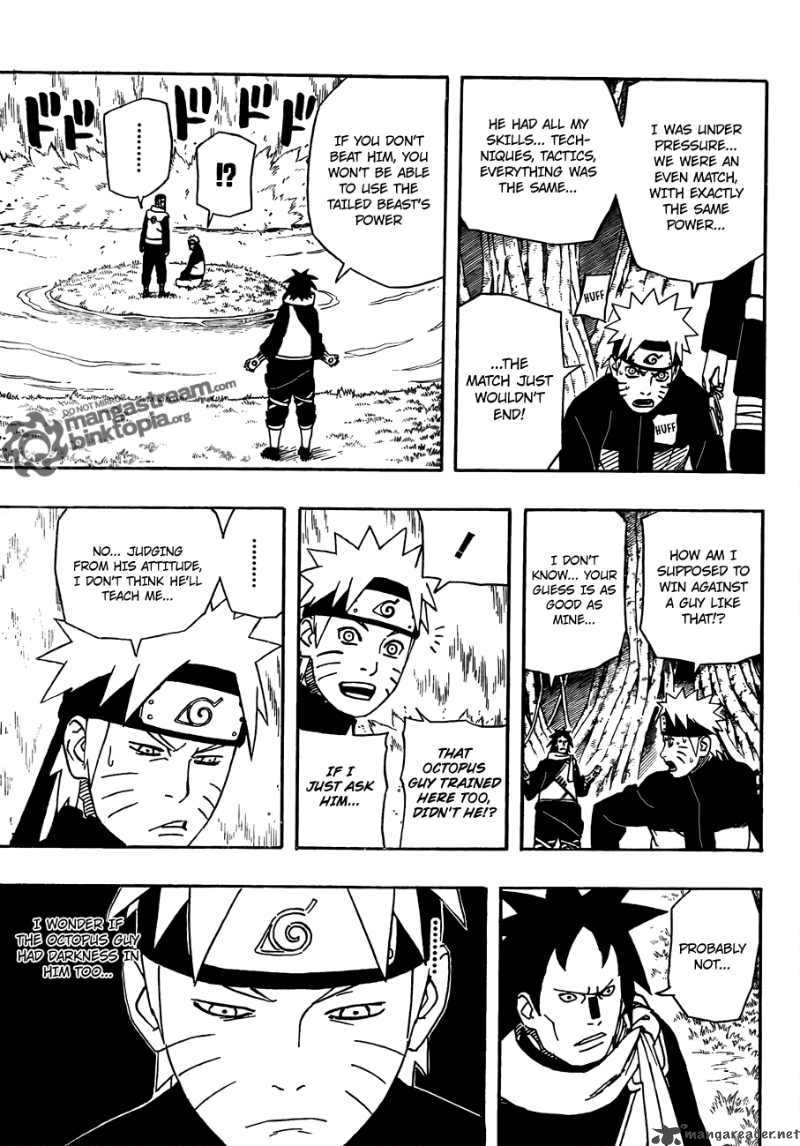 I WAS UNDER
PRESSURE...
WE WERE AN
EVEN MATCH,
WITH EXACTLY
THE SAME
POWER...
HE HAD ALL MY
SKILLS... TECH-
NIQUES, TACTICS,
EVERYTHING WAS
THE SAME...
HUFF
HUFF
...THE
MATCH JUST
WOULDN'T
END!
IF YOU DON'T
BEAT HIM, YOU
WON'T BE ABLE
TO USE THE
TAILED BEAST'S
POWER
ドドドド
!?
.........
DO NOT
mangastream.com
binktopia.org
HOW AM I
SUPPOSED TO
WIN AGAINST
A GUY LIKE
THAT!?
I DON'T
KNOW... YOUR
GUESS IS AS
GOOD AS
MINE...
!
THAT
OCTOPUS
GUY TRAINED
HERE TOO,
DIDN'T HE!?
IF I
JUST ASK
HIM...
.........
NO... JUDGING
FROM HIS ATTITUDE,
I DON'T THINK HE'LL
TEACH ME...
PROBABLY
NOT...
.........
I WONDER IF
THE OCTOPUS GUY
HAD DARKNESS IN
HIM TOO...
mangareader.net